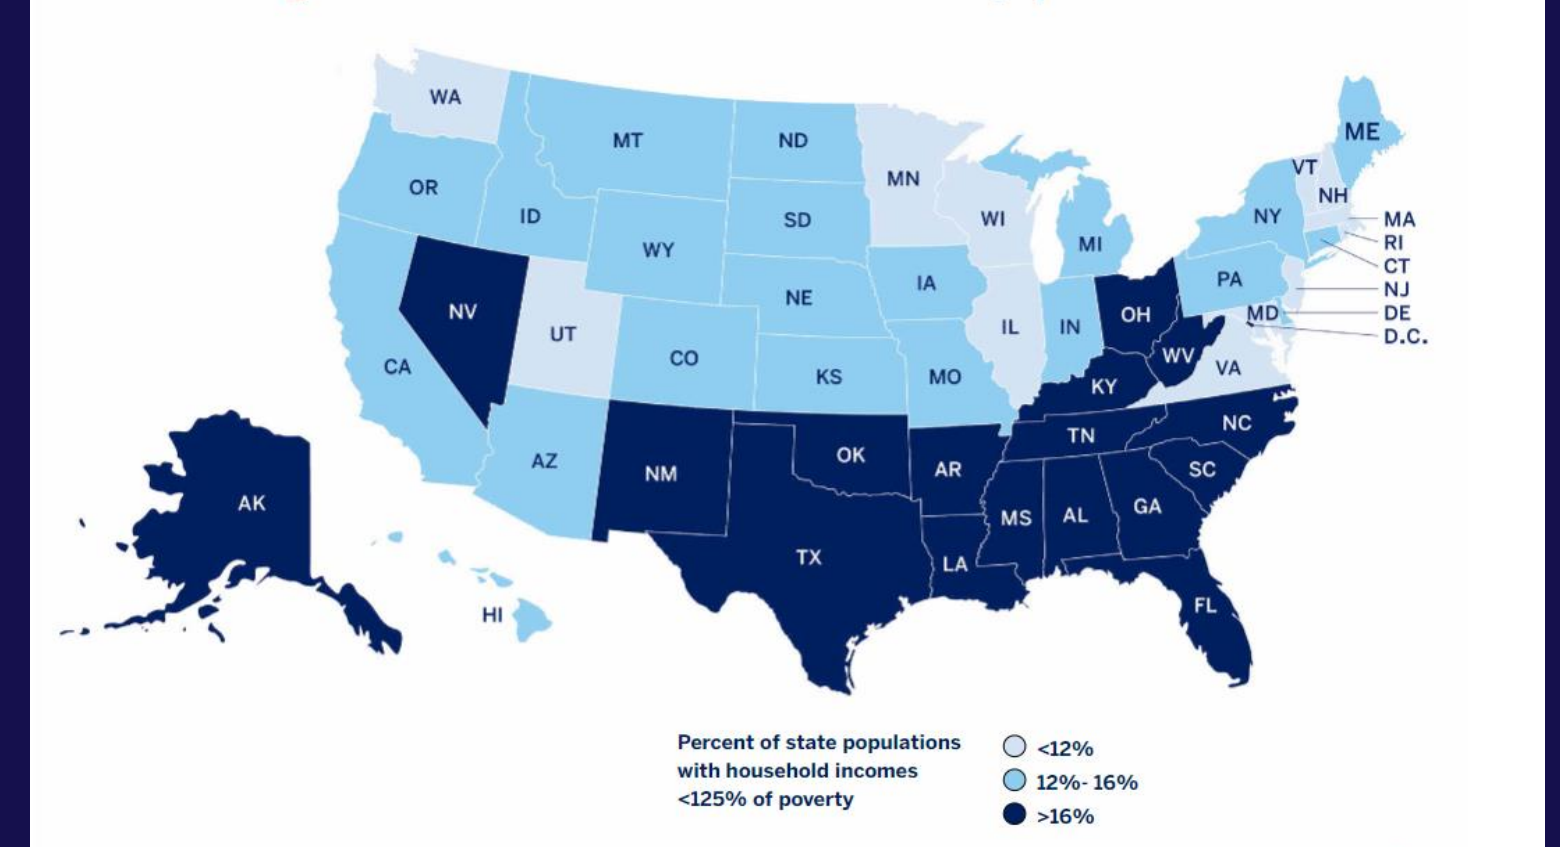 WA
MT
ND
MN
OR
ID
SD
WI
WY
MI
ME
VT
NH
NY
MA
RI
CT
NJ
DE
D.C.
PA
MD
IA
NE
NV
UT
CO
IL
IN
OH
WV
VA
CA
KS
MO
KY
NC
TN
AZ
NM
OK
AR
SC
MS
AL
GA
AK
TX
LA
HI
FL
Percent of state populations
with household incomes
<125% of poverty
<12%
12%- 16%
>16%